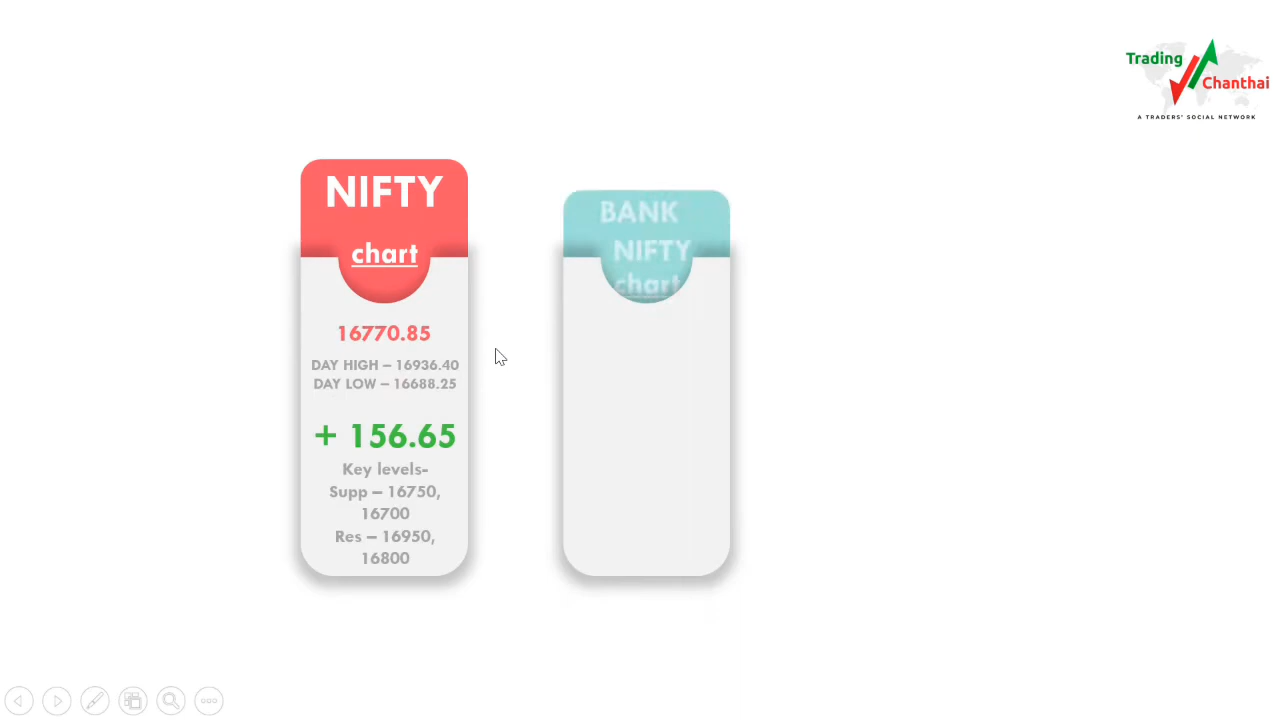 Trading
Chanthai
A TRADERS' SOCIAL NETWORK
NIFTY
chart
16770.85
DAY HIGH – 16936.40
DAY LOW – 16688.25
+ 156.65
Key levels-
Supp – 16750,
16700
Res – 16950,
16800
BANK
NIFTY
chart